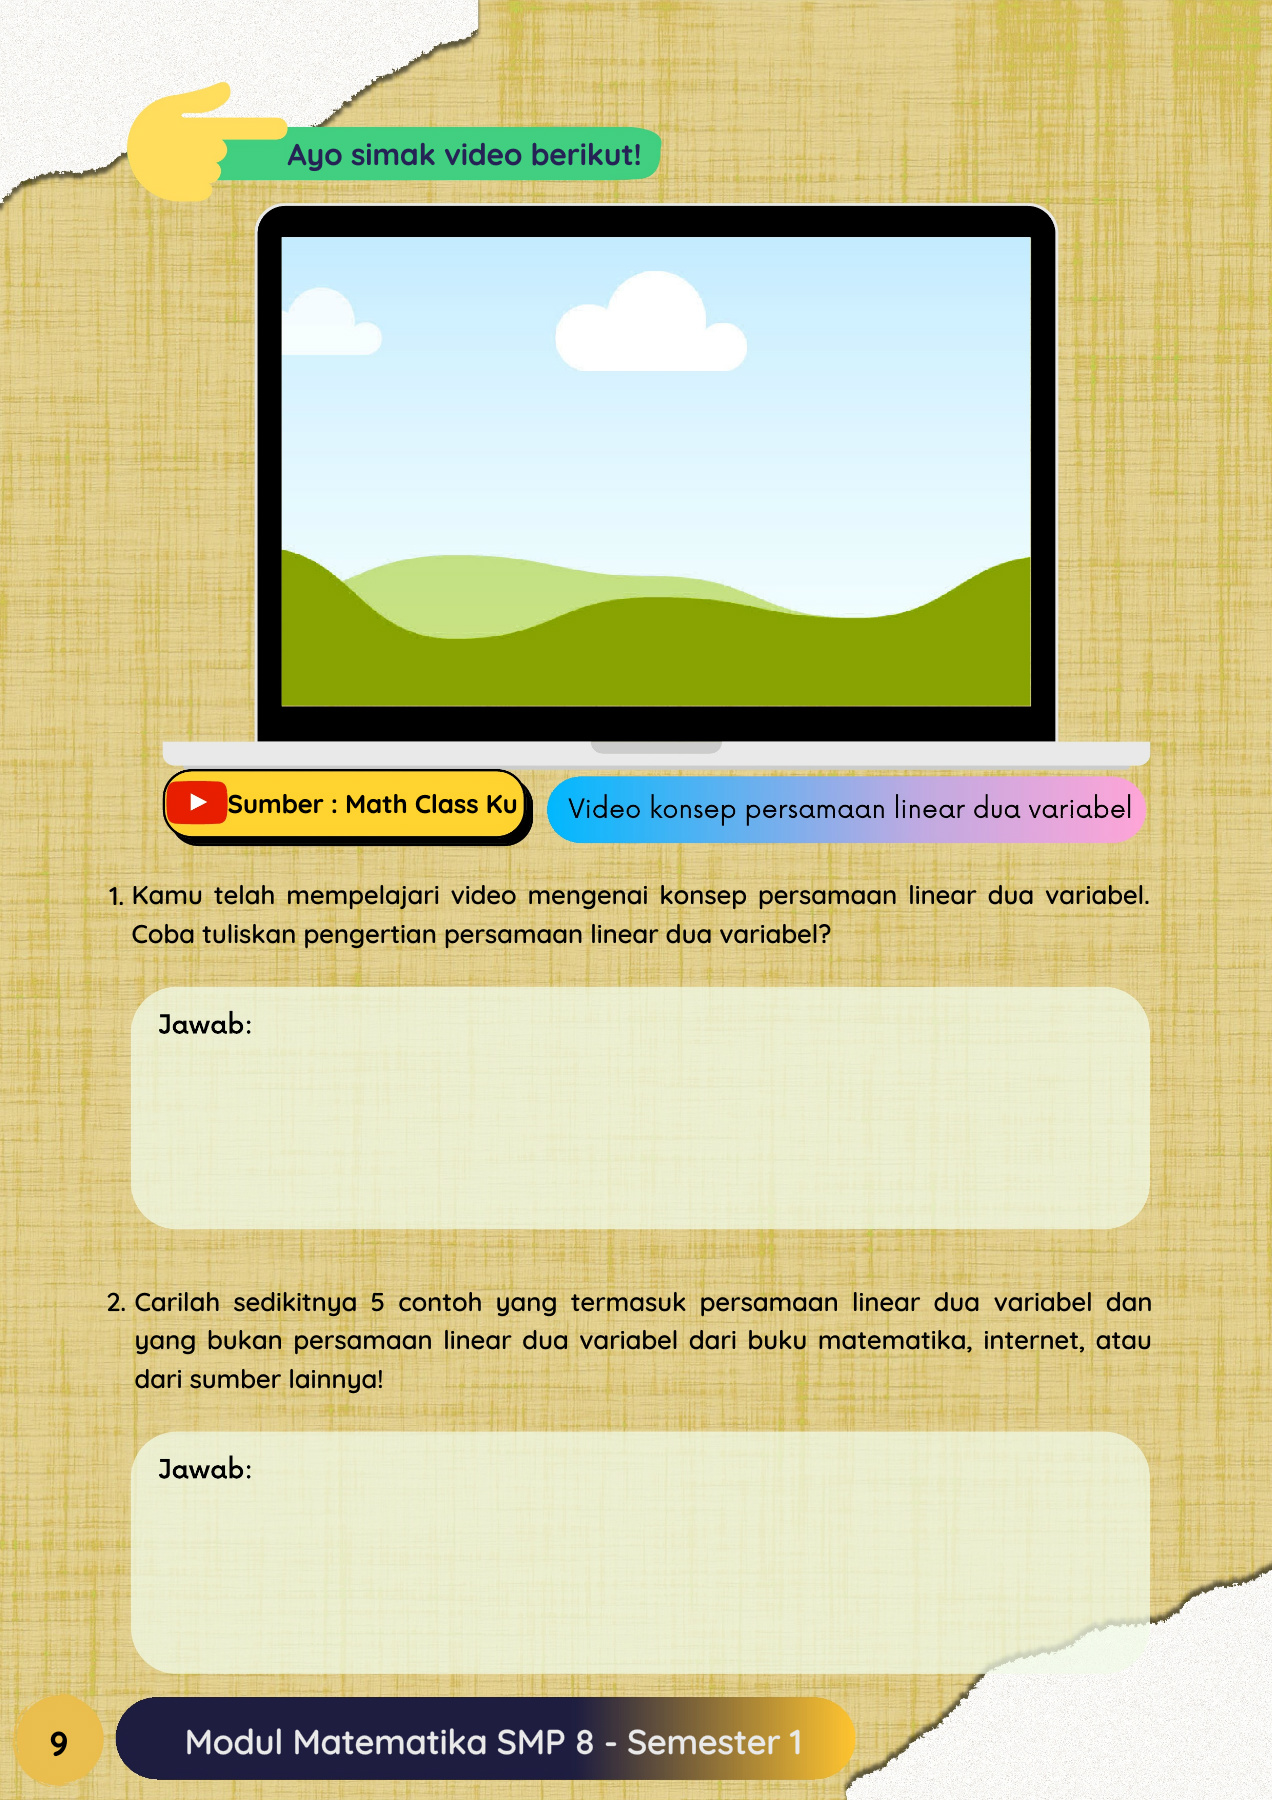 Ayo simak video berikut!
Sumber : Math Class Ku
Video konsep persamaan linear dua variabel
1. Kamu telah mempelajari video mengenai konsep persamaan linear dua variabel.
Coba tuliskan pengertian persamaan linear dua variabel?
Jawab:
2. Carilah sedikitnya 5 contoh yang termasuk persamaan linear dua variabel dan
yang bukan persamaan linear dua variabel dari buku matematika, internet, atau
dari sumber lainnya!
Jawab:
9
Modul Matematika SMP 8 - Semester 1